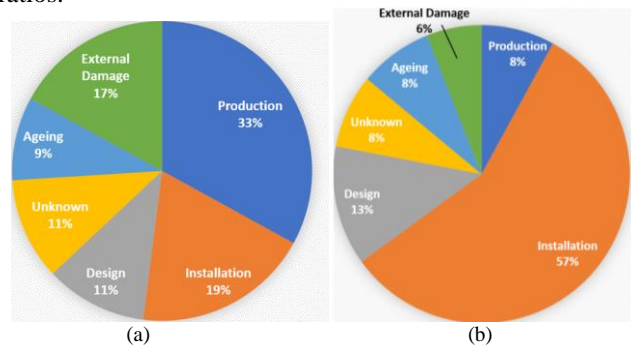 ratios.
External
Damage
17%
Production
33%
Ageing
9%
Unknown
11%
Design
11%
Installation
19%
(a)
External Damage
6%
Production
8%
Ageing
8%
Unknown
8%
Design
13%
Installation
57%
(b)